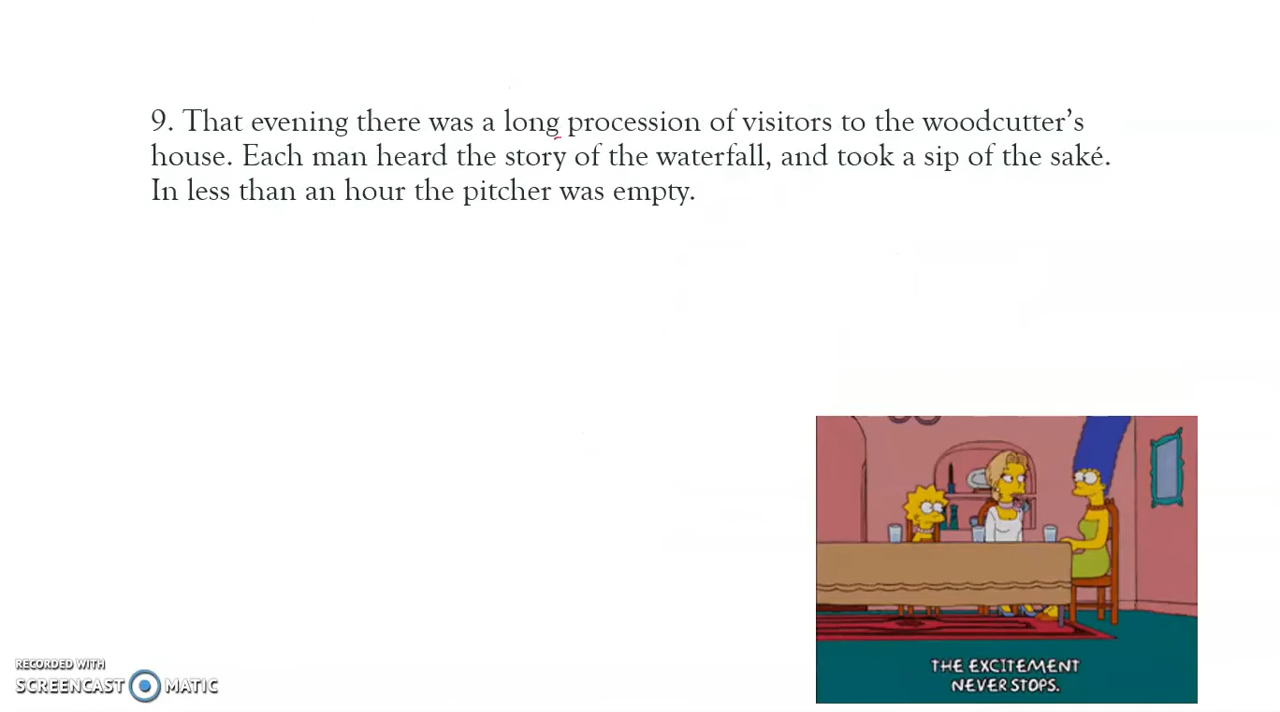 9. That evening there was a long procession of visitors to the woodcutter's
house. Each man heard the story of the waterfall, and took a sip of the saké.
In less than an hour the pitcher was empty.
THE EXCITEMENT
NEVER STOPS.
RECORDED WITH
SCREENCAST MATIC